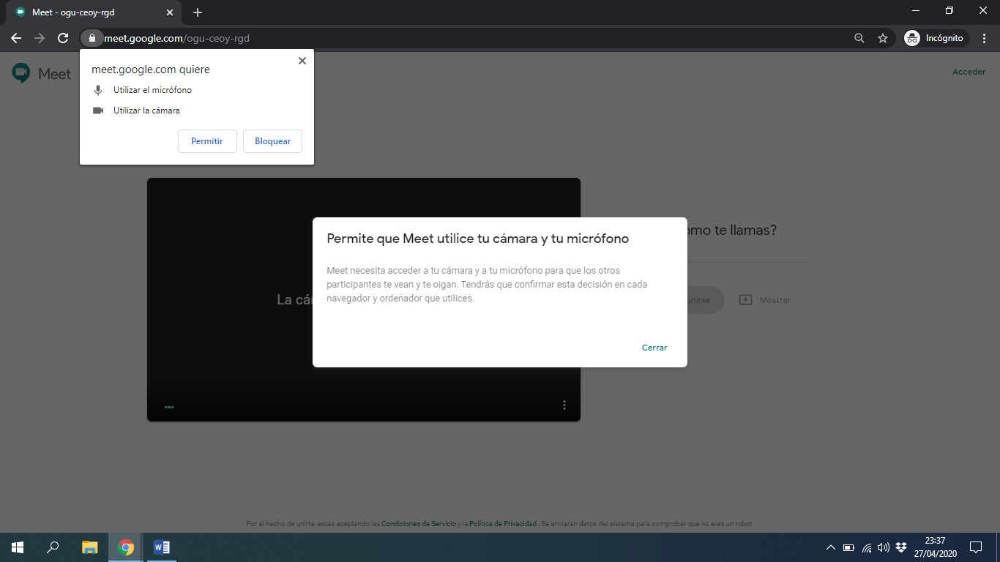 Meet - ogu-ceoy-rgd
meet.google.com/ogu-ceoy-rgd
Incógnito
meet.google.com quiere
Utilizar el micrófono
Utilizar la cámara
Permitir
Bloquear
Meet
Acceder
Permite que Meet utilice tu cámara y tu micrófono
Meet necesita acceder a tu cámara y a tu micrófono para que los otros
participantes te vean y te oigan. Tendrás que confirmar esta decisión en cada
navegador y ordenador que utilices.
Cerrar
La
te llamas?
Mostrar
Por el hecho de unirte, estás aceptando las Condiciones de Servicio y la Política de Privacidad. Se enviarán datos del sistema para comprobar que no eres un robot.
23:37
27/04/2020